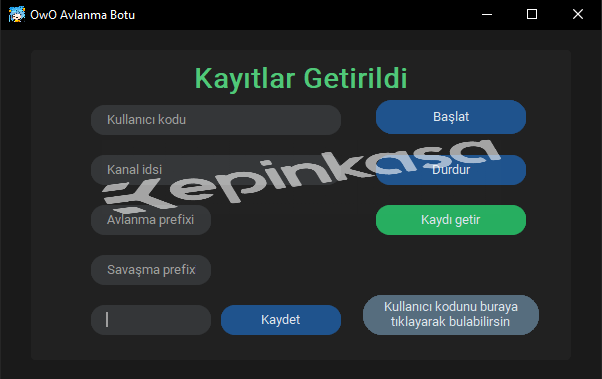 OwO Avlanma Botu
Kayıtlar Getirildi
Kullanıcı kodu
Başlat
Kanal idsi
Durdur
epinkasa
Avlanma prefixi
Kaydı getir
Savaşma prefix
Kaydet
Kullanıcı kodunu buraya
tıklayarak bulabilirsin